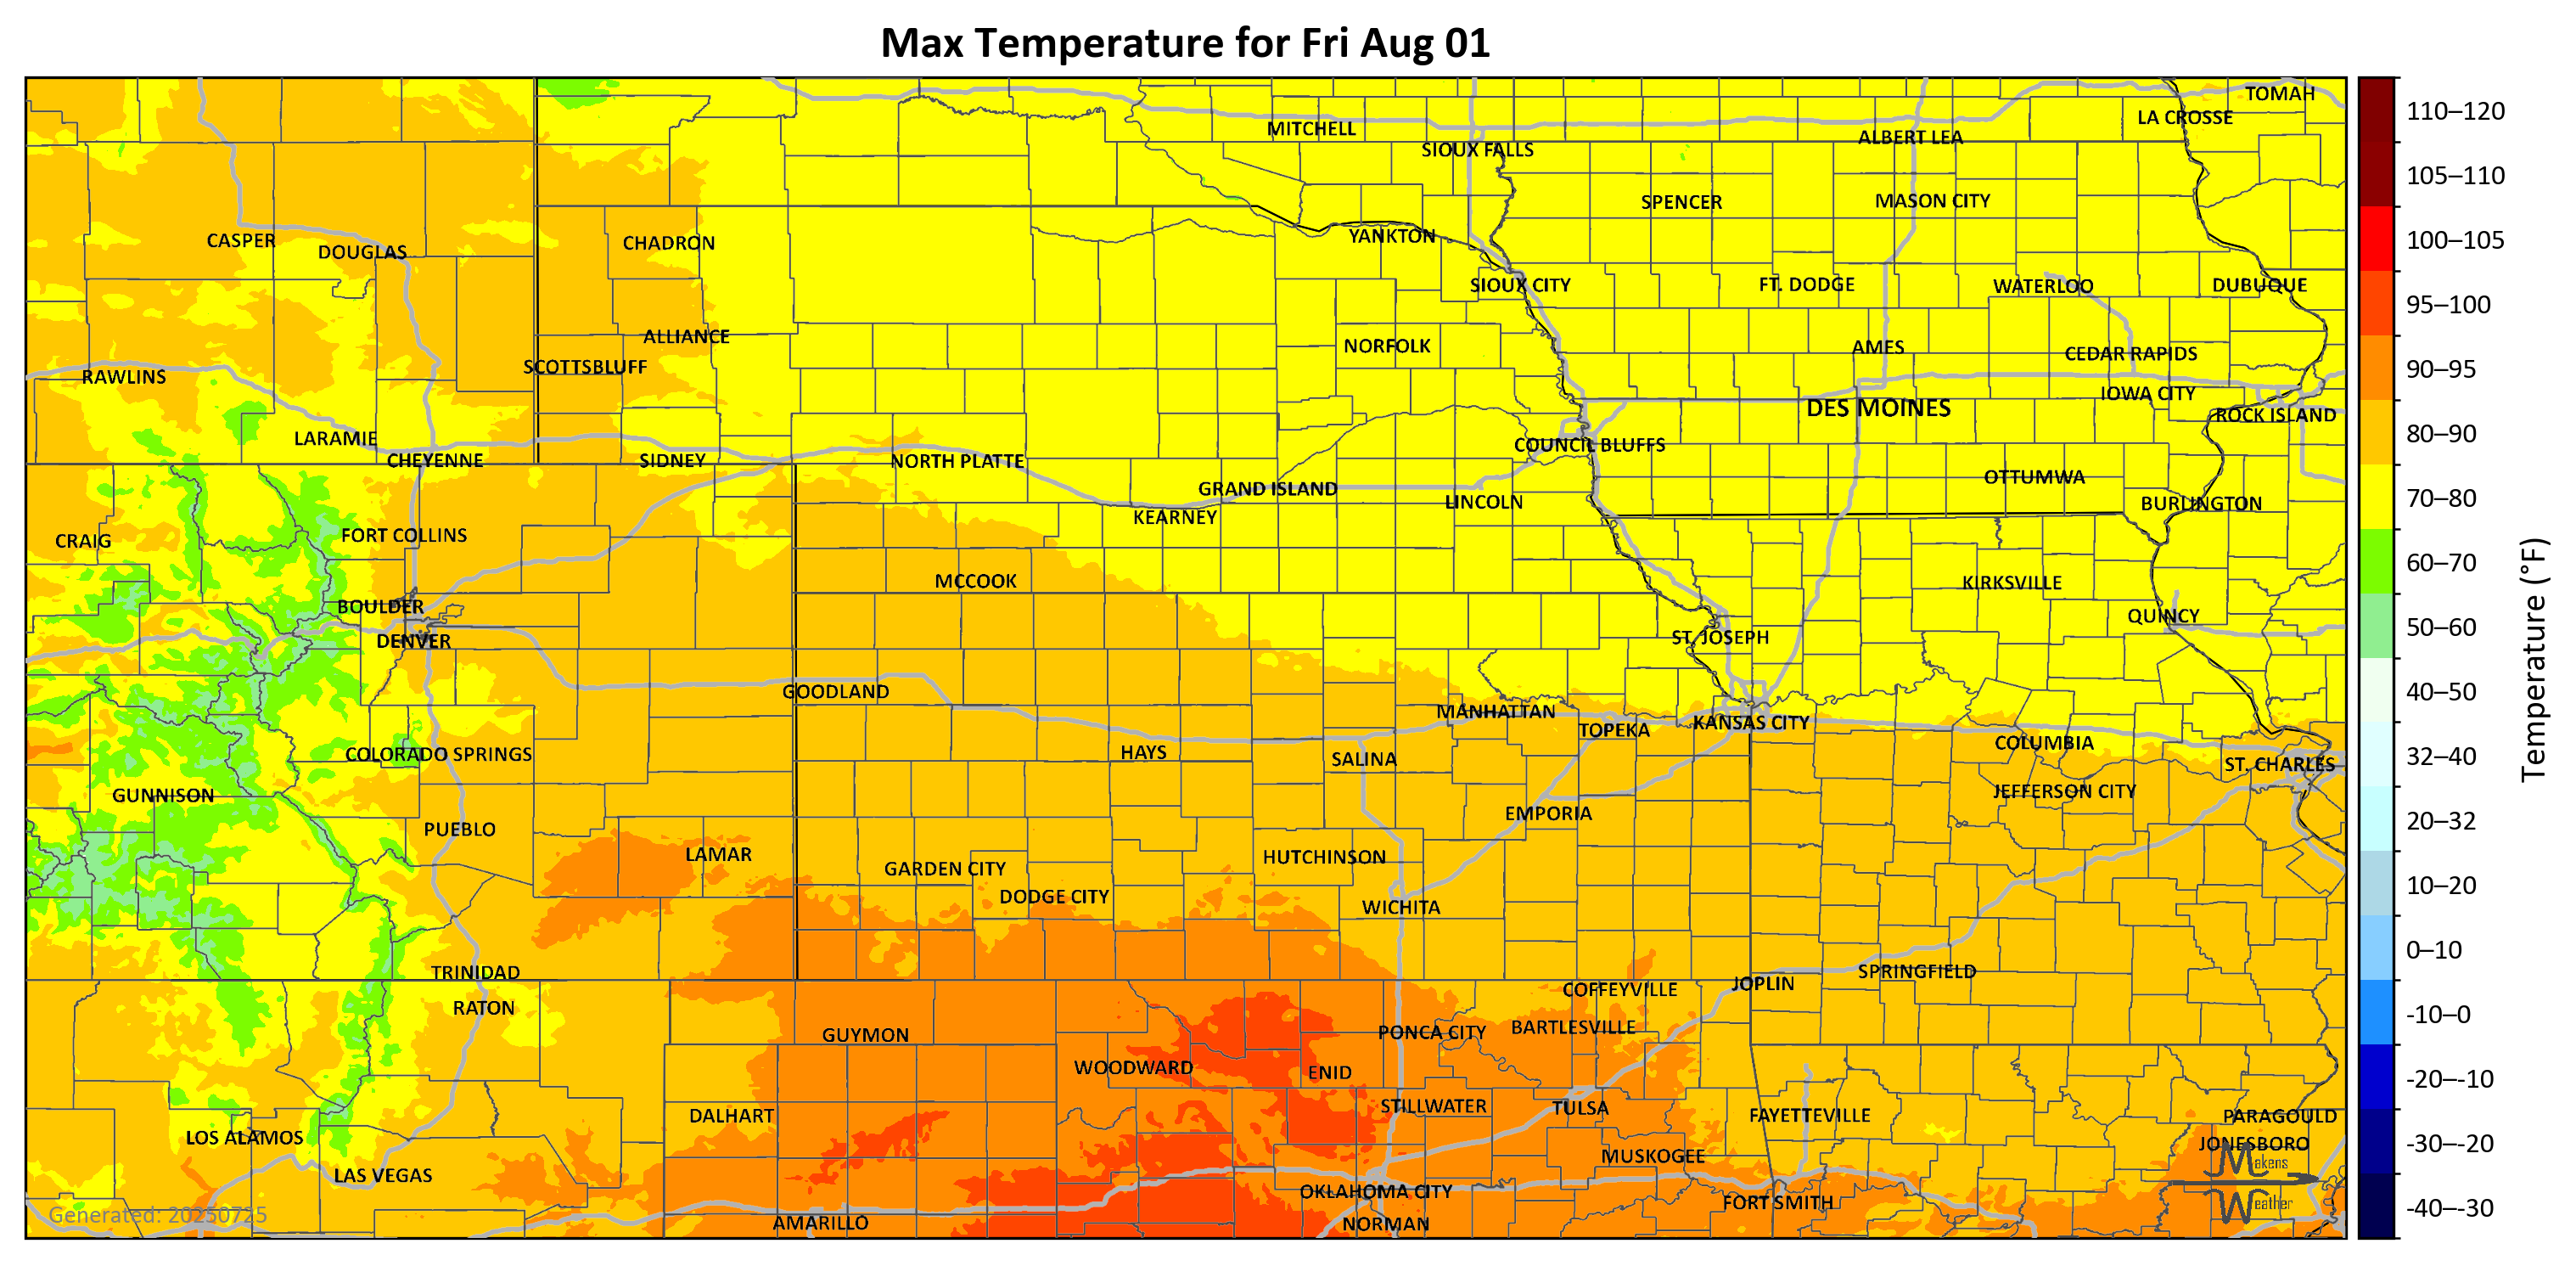 Max Temperature for Fri Aug 01
TOMAH
LA CROSSE
MITCHELL
ALBERT LEA
SIOUX FALLS
SPENCER
MASON CITY
CASPER
DOUGLAS
CHADRON
YANKTON
SIOUX CITY
FT. DODGE
WATERLOO
DUBUQUE
ALLIANCE
NORFOLK
AMES
CEDAR RAPIDS
SCOTTSBLUFF
RAWLINS
IOWA CITY
DES MOINES
ROCK ISLAND
LARAMIE
COUNCIL BLUFFS
CHEYENNE
SIDNEY
NORTH PLATTE
OTTUMWA
GRAND ISLAND
LINCOLN
BURLINGTON
KEARNEY
FORT COLLINS
CRAIG
MCCOOK
KIRKSVILLE
BOULDER
QUINCY
DENVER
ST. JOSEPH
GOODLAND
MANHATTAN
KANSAS CITY
TOPEKA
COLUMBIA
COLORADO SPRINGS
HAYS
SALINA
ST. CHARLES
GUNNISON
JEFFERSON CITY
EMPORIA
PUEBLO
LAMAR
HUTCHINSON
GARDEN CITY
DODGE CITY
WICHITA
TRINIDAD
SPRINGFIELD
JOPLIN
COFFEYVILLE
RATON
BARTLESVILLE
PONCA CITY
GUYMON
WOODWARD
ENID
STILLWATER
TULSA
DALHART
FAYETTEVILLE
PARAGOULD
LOS ALAMOS
JONESBORO
MUSKOGEE
LAS VEGAS
OKLAHOMA CITY
FORT SMITH
AMARILLO
NORMAN
Generated: 20250725
Makens
Weather
110–120
105–110
100–105
95–100
90–95
80–90
70–80
60–70
50–60
40–50
32–40
20–32
10–20
0–10
-10–0
-20–-10
-30–-20
-40–-30
Temperature (°F)